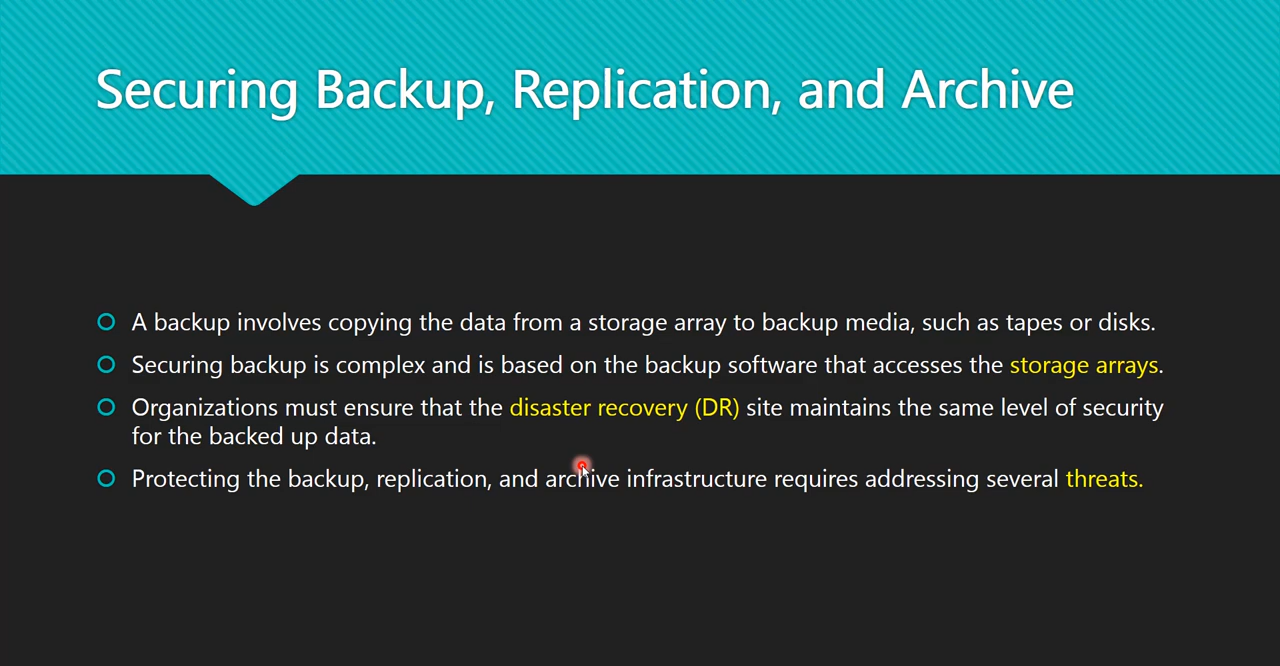 Securing Backup, Replication, and Archive
A backup involves copying the data from a storage array to backup media, such as tapes or disks.
Securing backup is complex and is based on the backup software that accesses the storage arrays.
Organizations must ensure that the disaster recovery (DR) site maintains the same level of security
for the backed up data.
Protecting the backup, replication, and archive infrastructure requires addressing several threats.